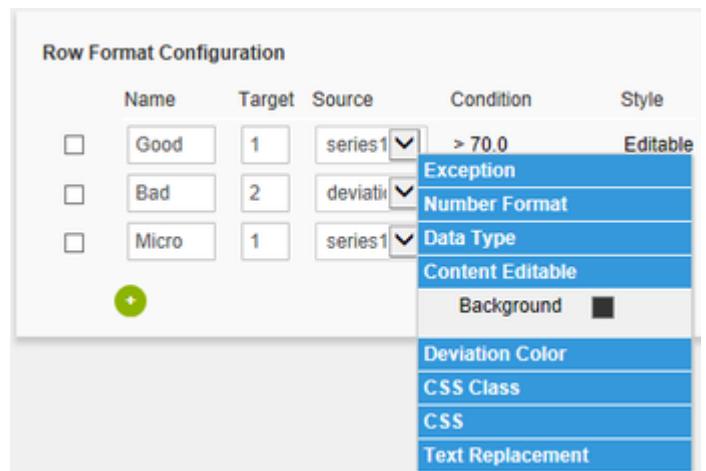 Row Format Configuration
Name Target Source Condition Style
Good 1 series1 > 70.0 Editable
Exception
Bad 2 deviati
Number Format
Micro 1 series1
Data Type
Content Editable
+ Background
Deviation Color
CSS Class
CSS
Text Replacement